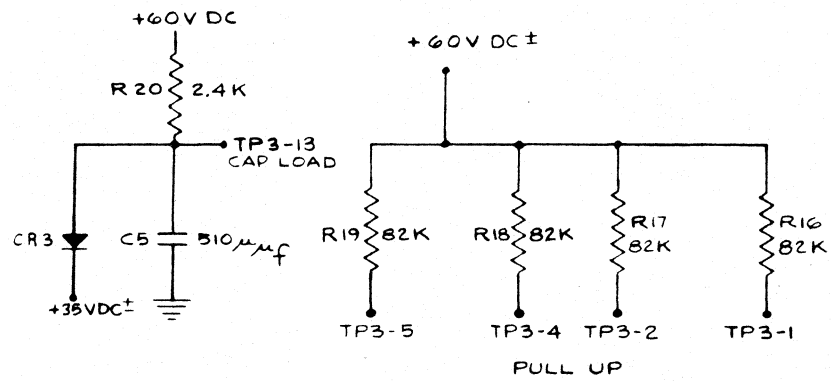 +60V DC
R20 2.4K
TP3-13
CAP LOAD
CR3
C5 510μμf
+35VDC±
+60V DC±
R19 82K
R18 82K
R17
82K
R16
82K
TP3-5
TP3-4
TP3-2
TP3-1
PULL UP